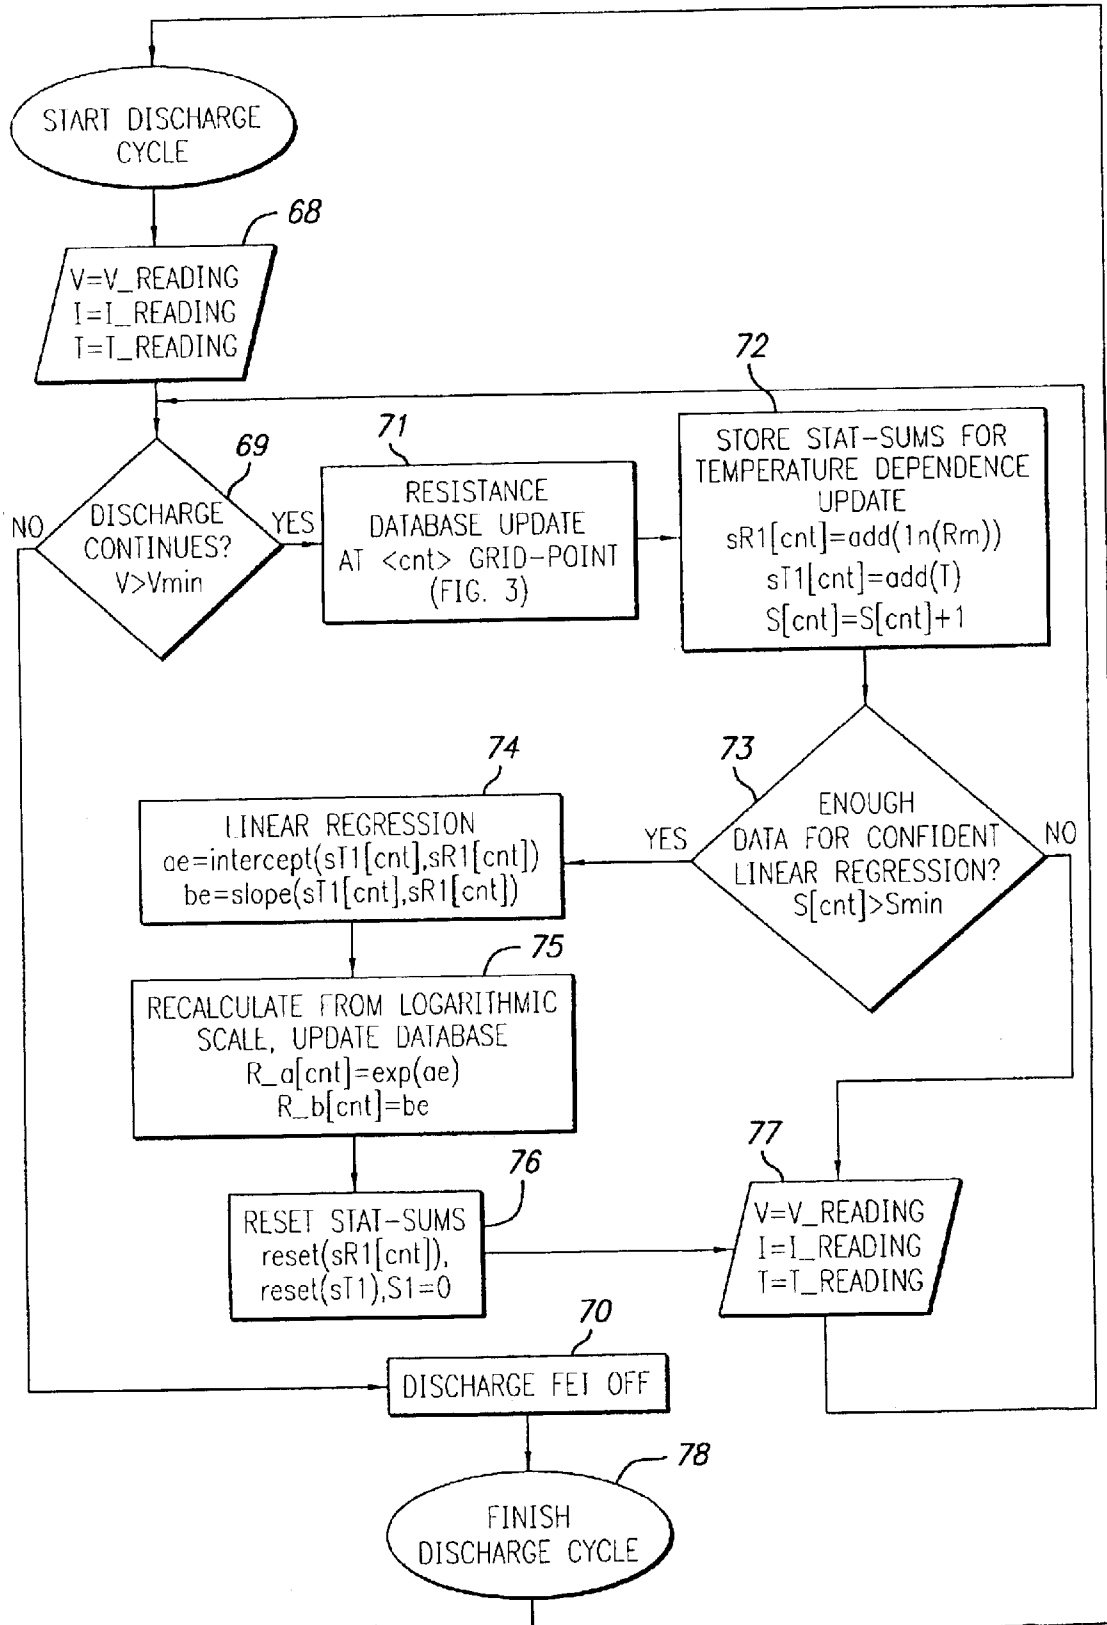 START DISCHARGE
CYCLE
68
V=V_READING
I=I_READING
T=T_READING
69
NO
DISCHARGE
CONTINUES?
V>Vmin
YES
71
RESISTANCE
DATABASE UPDATE
AT <cnt> GRID-POINT
(FIG. 3)
72
STORE STAT-SUMS FOR
TEMPERATURE DEPENDENCE
UPDATE
sR1[cnt]=add(ln(Rm))
sT1[cnt]=add(T)
S[cnt]=S[cnt]+1
73
YES
ENOUGH
DATA FOR CONFIDENT
LINEAR REGRESSION?
S[cnt]>Smin
NO
74
LINEAR REGRESSION
ae=intercept(sT1[cnt],sR1[cnt])
be=slope(sT1[cnt],sR1[cnt])
75
RECALCULATE FROM LOGARITHMIC
SCALE, UPDATE DATABASE
R_a[cnt]=exp(ae)
R_b[cnt]=be
76
RESET STAT-SUMS
reset(sR1[cnt]),
reset(sT1),S1=0
77
V=V_READING
I=I_READING
T=T_READING
70
DISCHARGE FET OFF
78
FINISH
DISCHARGE CYCLE